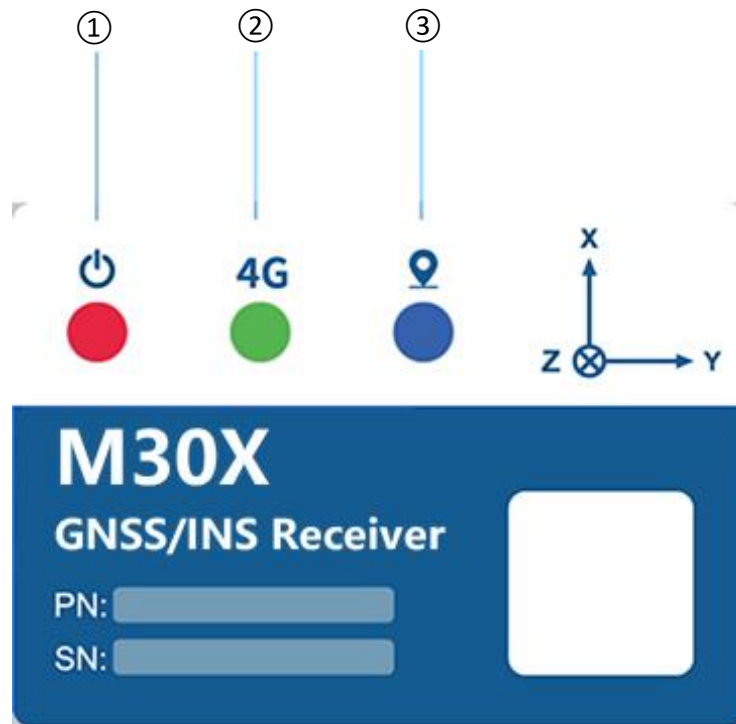 ① ② ③
4G
X
Z Y
M30X
GNSS/INS Receiver
PN:
SN: